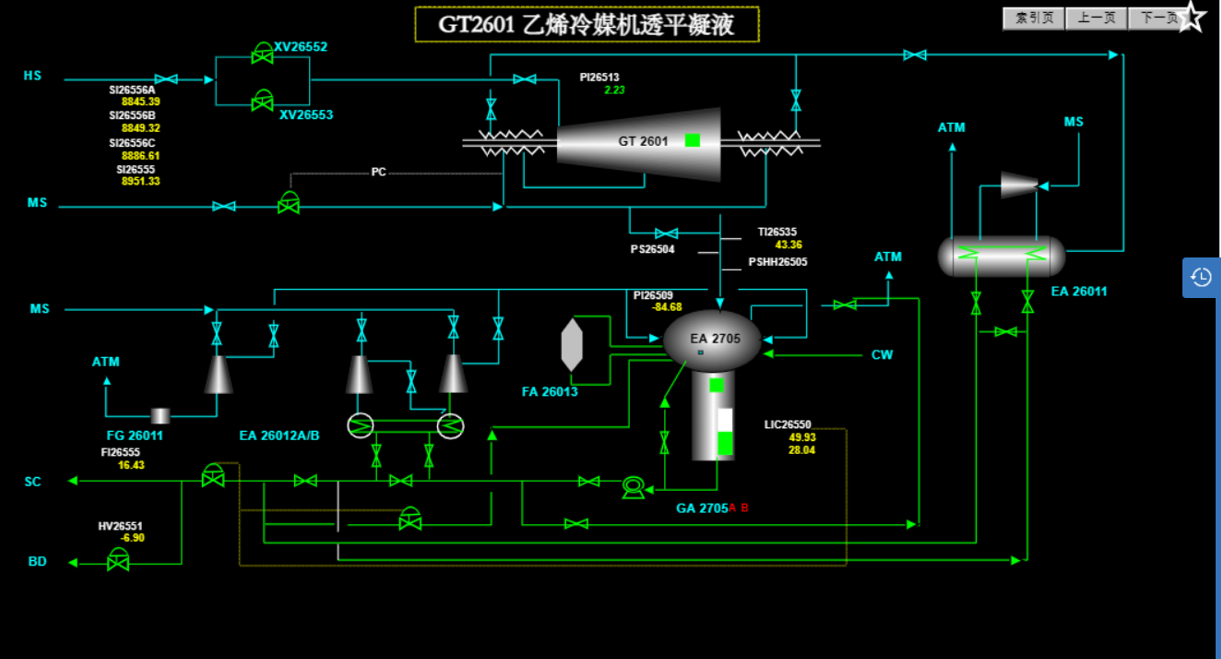 GT2601 乙烯冷媒机透平凝液
索引页
上一页
下一页
XV26552
HS
SI26556A
8845.39
SI26556B
8849.32
SI26556C
8886.61
SI26555
8951.33
XV26553
PI26513
2.23
GT 2601
PC
MS
ATM
MS
EA 26011
TI26535
43.36
PS26504
PSHH26505
ATM
PI26509
-84.68
EA 2705
CW
MS
ATM
FG 26011
EA 26012A/B
FA 26013
FI26555
16.43
LIC26550
49.93
28.04
SC
GA 2705A B
HV26551
-6.90
BD